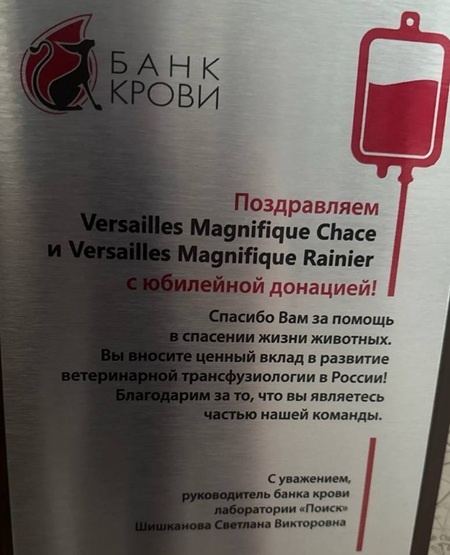 БАНК
КРОВИ
Поздравляем
Versailles Magnifique Chace
и Versailles Magnifique Rainier
с юбилейной донацией!
Спасибо Вам за помощь
в спасении жизни животных.
Вы вносите ценный вклад в развитие
ветеринарной трансфузиологии в России!
Благодарим за то, что вы являетесь
частью нашей команды.
С уважением,
руководитель банка крови
лаборатории «Поиск»
Шишканова Светлана Викторовна